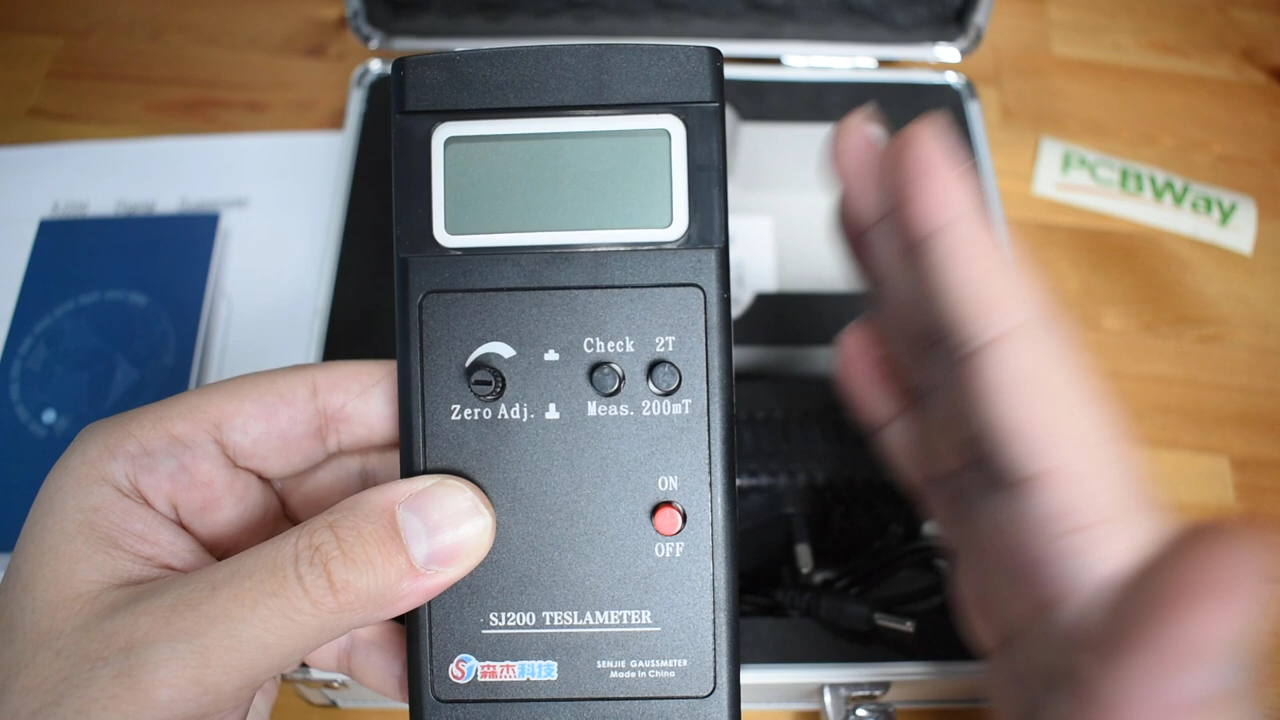 PCBWay
Check 2T
Zero Adj. Meas. 200mT
ON
OFF
SJ200 TESLAMETER
森杰科技
SENJIE GAUSSMETER
Made in China